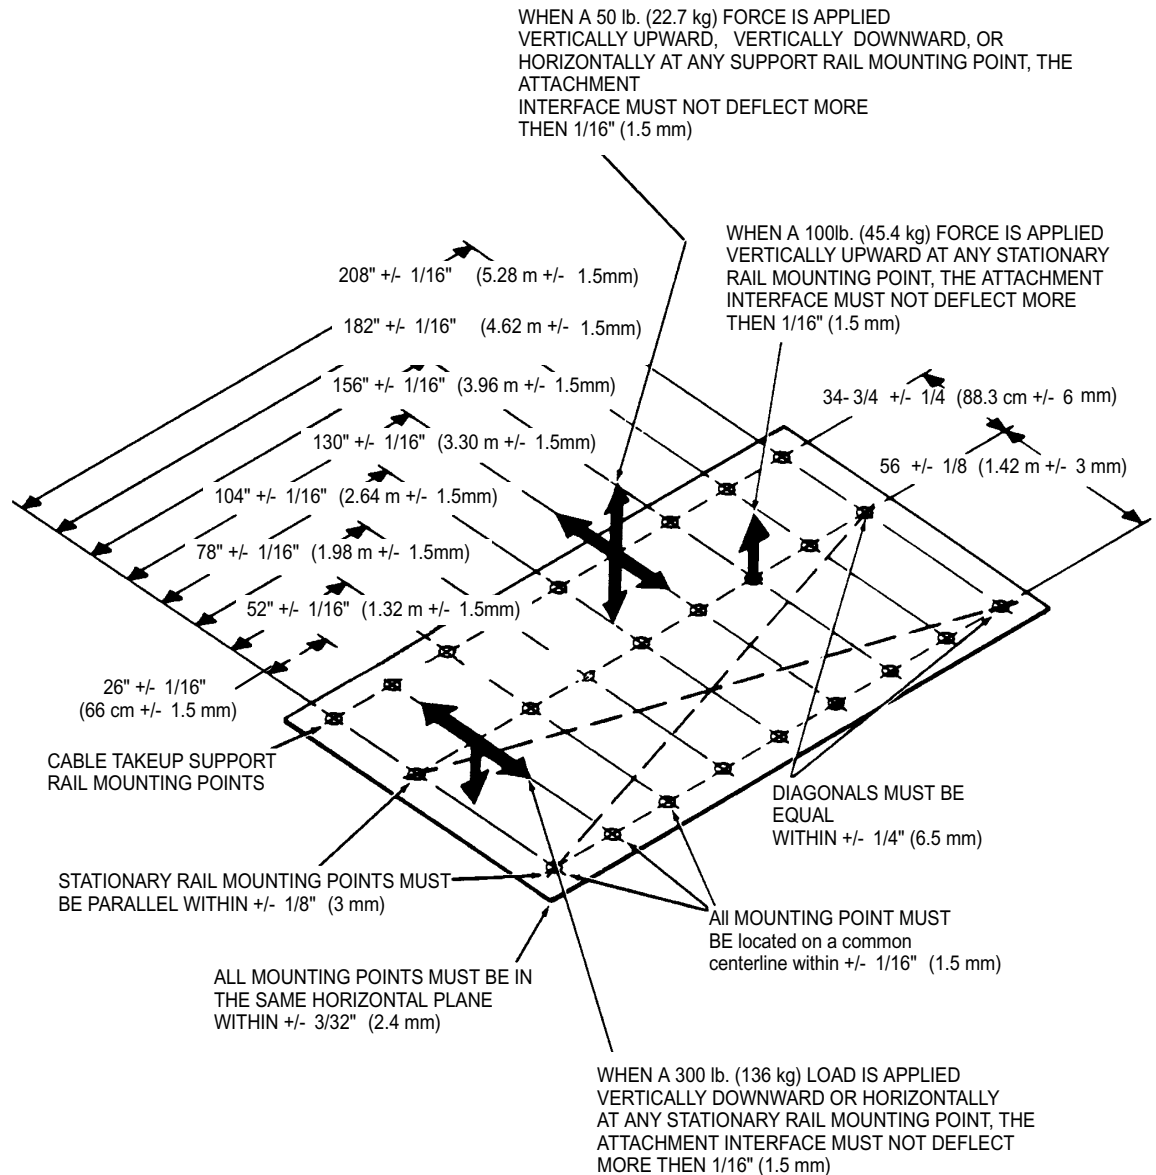 WHEN A 50 lb. (22.7 kg) FORCE IS APPLIED
VERTICALLY UPWARD, VERTICALLY DOWNWARD, OR
HORIZONTALLY AT ANY SUPPORT RAIL MOUNTING POINT, THE
ATTACHMENT
INTERFACE MUST NOT DEFLECT MORE
THEN 1/16" (1.5 mm)
WHEN A 100lb. (45.4 kg) FORCE IS APPLIED
VERTICALLY UPWARD AT ANY STATIONARY
RAIL MOUNTING POINT, THE ATTACHMENT
INTERFACE MUST NOT DEFLECT MORE
THEN 1/16" (1.5 mm)
208" +/- 1/16" (5.28 m +/- 1.5mm)
182" +/- 1/16" (4.62 m +/- 1.5mm)
156" +/- 1/16" (3.96 m +/- 1.5mm)
130" +/- 1/16" (3.30 m +/- 1.5mm)
104" +/- 1/16" (2.64 m +/- 1.5mm)
78" +/- 1/16" (1.98 m +/- 1.5mm)
52" +/- 1/16" (1.32 m +/- 1.5mm)
26" +/- 1/16"
(66 cm +/- 1.5 mm)
34- 3/4 +/- 1/4 (88.3 cm +/- 6 mm)
56 +/- 1/8 (1.42 m +/- 3 mm)
CABLE TAKEUP SUPPORT
RAIL MOUNTING POINTS
DIAGONALS MUST BE
EQUAL
WITHIN +/- 1/4" (6.5 mm)
STATIONARY RAIL MOUNTING POINTS MUST
BE PARALLEL WITHIN +/- 1/8" (3 mm)
All MOUNTING POINT MUST
BE located on a common
centerline within +/- 1/16" (1.5 mm)
ALL MOUNTING POINTS MUST BE IN
THE SAME HORIZONTAL PLANE
WITHIN +/- 3/32" (2.4 mm)
WHEN A 300 lb. (136 kg) LOAD IS APPLIED
VERTICALLY DOWNWARD OR HORIZONTALLY
AT ANY STATIONARY RAIL MOUNTING POINT, THE
ATTACHMENT INTERFACE MUST NOT DEFLECT
MORE THEN 1/16" (1.5 mm)